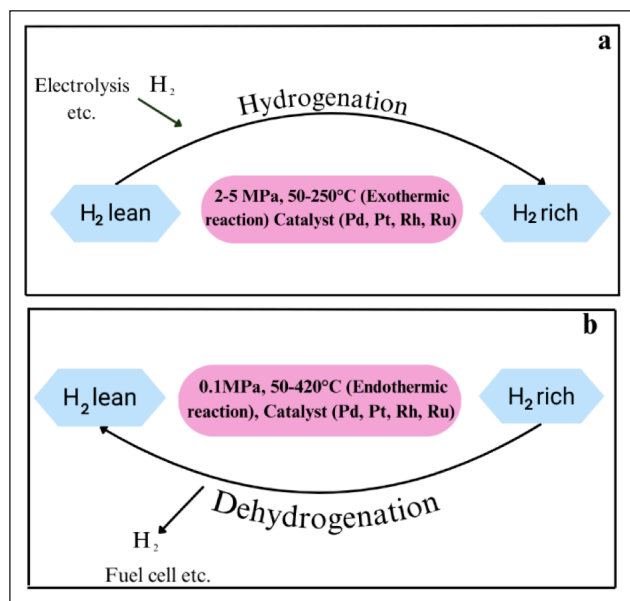 a
Electrolysis H₂
etc.
Hydrogenation
H₂ lean
2-5 MPa, 50-250°C (Exothermic
reaction) Catalyst (Pd, Pt, Rh, Ru)
H₂ rich
b
H₂ lean
0.1MPa, 50-420°C (Endothermic
reaction), Catalyst (Pd, Pt, Rh, Ru)
H₂ rich
Dehydrogenation
H₂
Fuel cell etc.